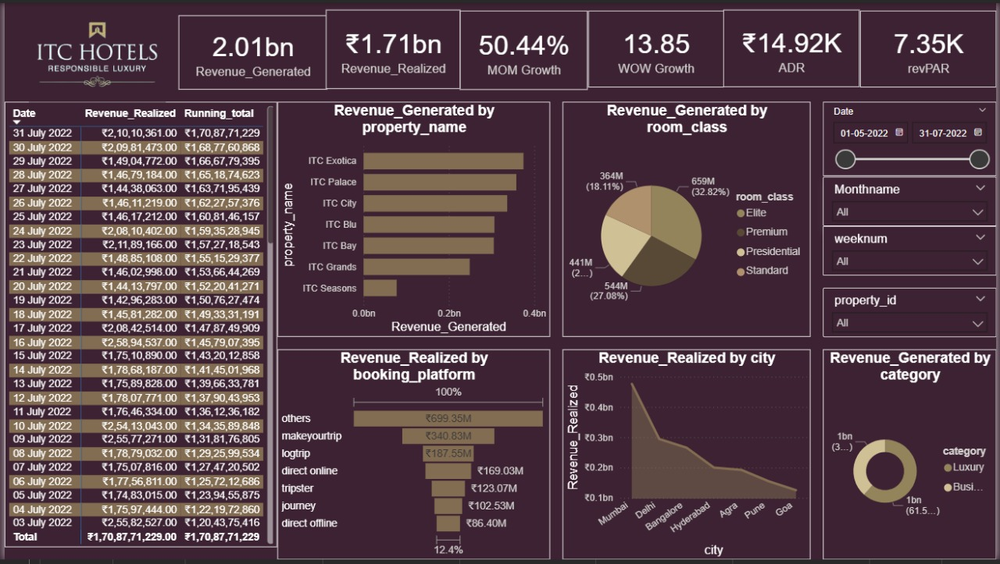 ITC HOTELS
RESPONSIBLE LUXURY
2.01bn
Revenue_Generated
₹1.71bn
Revenue_Realized
50.44%
MOM Growth
13.85
WOW Growth
₹14.92K
ADR
7.35K
revPAR
Date Revenue_Realized Running_total
31 July 2022 ₹2,10,10,361.00 ₹1,70,87,71,229
30 July 2022 ₹2,09,81,473.00 ₹1,68,77,60,868
29 July 2022 ₹1,49,04,772.00 ₹1,66,67,79,395
28 July 2022 ₹1,46,79,184.00 ₹1,65,18,74,623
27 July 2022 ₹1,44,38,063.00 ₹1,63,71,95,439
26 July 2022 ₹1,46,11,219.00 ₹1,62,27,57,376
25 July 2022 ₹1,46,17,212.00 ₹1,60,81,46,157
24 July 2022 ₹2,08,10,402.00 ₹1,59,35,28,945
23 July 2022 ₹2,11,89,166.00 ₹1,57,27,18,543
22 July 2022 ₹1,48,85,108.00 ₹1,55,15,29,377
21 July 2022 ₹1,46,02,998.00 ₹1,53,66,44,269
20 July 2022 ₹1,44,13,797.00 ₹1,52,20,41,271
19 July 2022 ₹1,42,96,283.00 ₹1,50,76,27,474
18 July 2022 ₹1,45,81,282.00 ₹1,49,33,31,191
17 July 2022 ₹2,08,42,514.00 ₹1,47,87,49,909
16 July 2022 ₹2,58,94,537.00 ₹1,45,79,07,395
15 July 2022 ₹1,75,10,890.00 ₹1,43,20,12,858
14 July 2022 ₹1,78,68,187.00 ₹1,41,45,01,968
13 July 2022 ₹1,75,89,828.00 ₹1,39,66,33,781
12 July 2022 ₹1,78,07,771.00 ₹1,37,90,43,953
11 July 2022 ₹1,76,46,334.00 ₹1,36,12,36,182
10 July 2022 ₹2,54,13,043.00 ₹1,34,35,89,848
09 July 2022 ₹2,55,77,271.00 ₹1,31,81,76,805
08 July 2022 ₹1,78,79,032.00 ₹1,29,25,99,534
07 July 2022 ₹1,75,07,816.00 ₹1,27,47,20,502
06 July 2022 ₹1,77,56,811.00 ₹1,25,72,12,686
05 July 2022 ₹1,74,83,015.00 ₹1,23,94,55,875
04 July 2022 ₹1,75,97,444.00 ₹1,22,19,72,860
03 July 2022 ₹2,55,82,527.00 ₹1,20,43,75,416
Total ₹1,70,87,71,229.00 ₹1,70,87,71,229
Revenue_Generated by
property_name
property_name
ITC Exotica
ITC Palace
ITC City
ITC Blu
ITC Bay
ITC Grands
ITC Seasons
0.0bn 0.2bn 0.4bn
Revenue_Generated
Revenue_Generated by
room_class
364M
(18.11%)
659M
(32.82%)
441M
(2...)
544M
(27.08%)
room_class
Elite
Premium
Presidential
Standard
Date
01-05-2022 31-07-2022
Monthname
All
weeknum
All
property_id
All
Revenue_Realized by
booking_platform
100%
others ₹699.35M
makeyourtrip ₹340.83M
logtrip ₹187.55M
direct online ₹169.03M
tripster ₹123.07M
journey ₹102.53M
direct offline ₹86.40M
12.4%
Revenue_Realized by city
Revenue_Realized
₹0.5bn
₹0.4bn
₹0.3bn
₹0.2bn
₹0.1bn
Mumbai Delhi Bangalore Hyderabad Agra Pune Goa
city
Revenue_Generated by
category
1bn
(3...)
1bn
(61.5...)
category
Luxury
Busi...